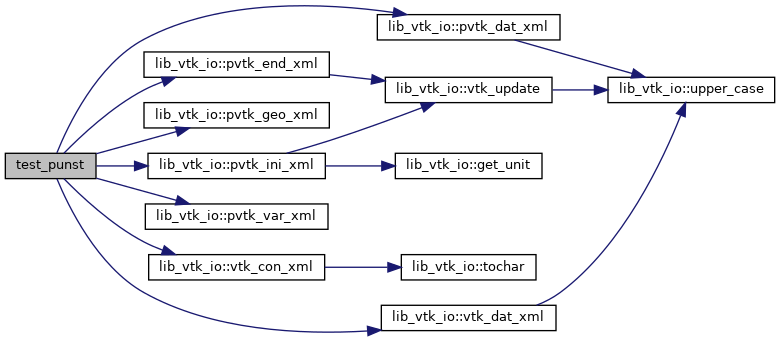 test_punst
lib_vtk_io::pvtk_dat_xml
lib_vtk_io::upper_case
lib_vtk_io::pvtk_end_xml
lib_vtk_io::vtk_update
lib_vtk_io::pvtk_geo_xml
lib_vtk_io::pvtk_ini_xml
lib_vtk_io::get_unit
lib_vtk_io::pvtk_var_xml
lib_vtk_io::vtk_con_xml
lib_vtk_io::tochar
lib_vtk_io::vtk_dat_xml